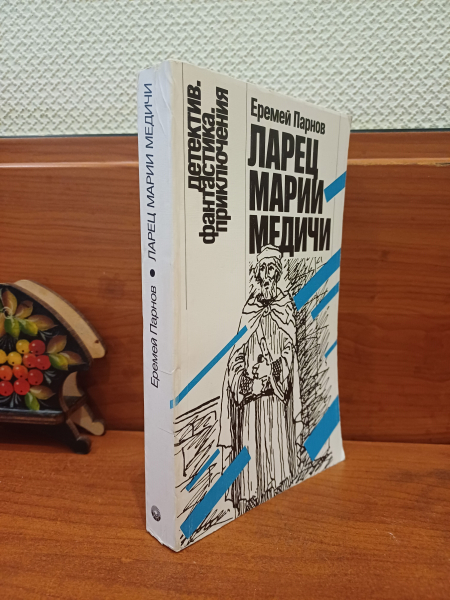 Еремей Парнов • ЛАРЕЦ МАРИИ МЕДИЧИ
детектив.
фантастика.
приключения
Еремей Парнов
ЛАРЕЦ
МАРИИ
МЕДИЧИ